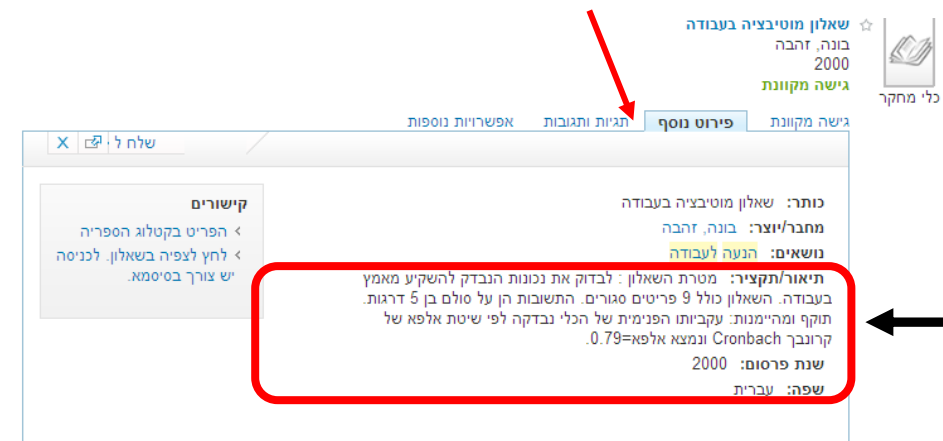 שאלון מוטיבציה בעבודה
בונה, זהבה
2000
גישה מקוונת
כלי מחקר
גישה מקוונת
פירוט נוסף
תגיות ותגובות
אפשרויות נוספות
שלח ל
X
כותר: שאלון מוטיבציה בעבודה
מחבר/יוצר: בונה, זהבה
נושאים: הנעה לעבודה
תיאור/תקציר: מטרת השאלון : לבדוק את נכונות הנבדק להשקיע מאמץ
בעבודה. השאלון כולל 9 פריטים סגורים. התשובות הן על סולם בן 5 דרגות.
תוקף ומהיימנות: עקביותו הפנימית של הכלי נבדקה לפי שיטת אלפא של
קרונבך Cronbach ונמצא אלפא=0.79.
שנת פרסום: 2000
שפה: עברית
קישורים
הפריט בקטלוג הספריה
לחץ לצפיה בשאלון. לכניסה
יש צורך בסיסמא.